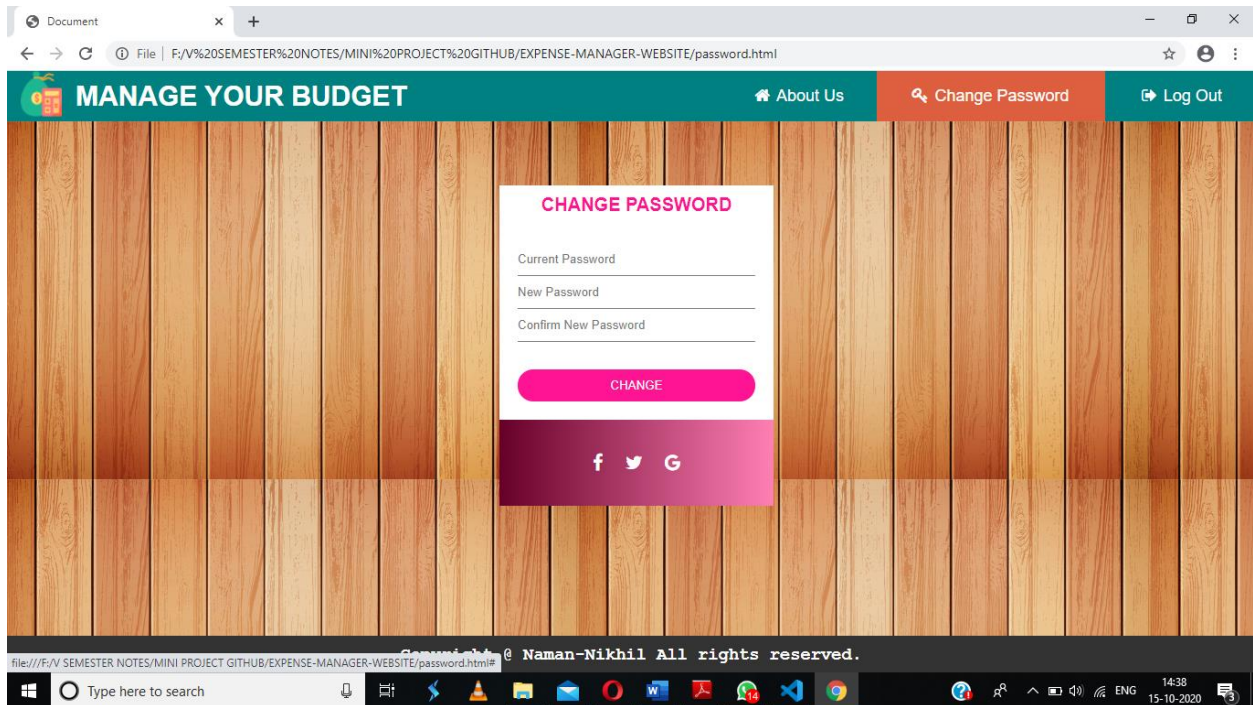 Document
File | F:/V%20SEMESTER%20NOTES/MINI%20PROJECT%20GITHUB/EXPENSE-MANAGER-WEBSITE/password.html
MANAGE YOUR BUDGET
About Us
Change Password
Log Out
CHANGE PASSWORD
Current Password
New Password
Confirm New Password
CHANGE
@ Naman-Nikhil All rights reserved.
file:///F:/V SEMESTER NOTES/MINI PROJECT GITHUB/EXPENSE-MANAGER-WEBSITE/password.html#
Type here to search
14
ENG
14:38
15-10-2020
3